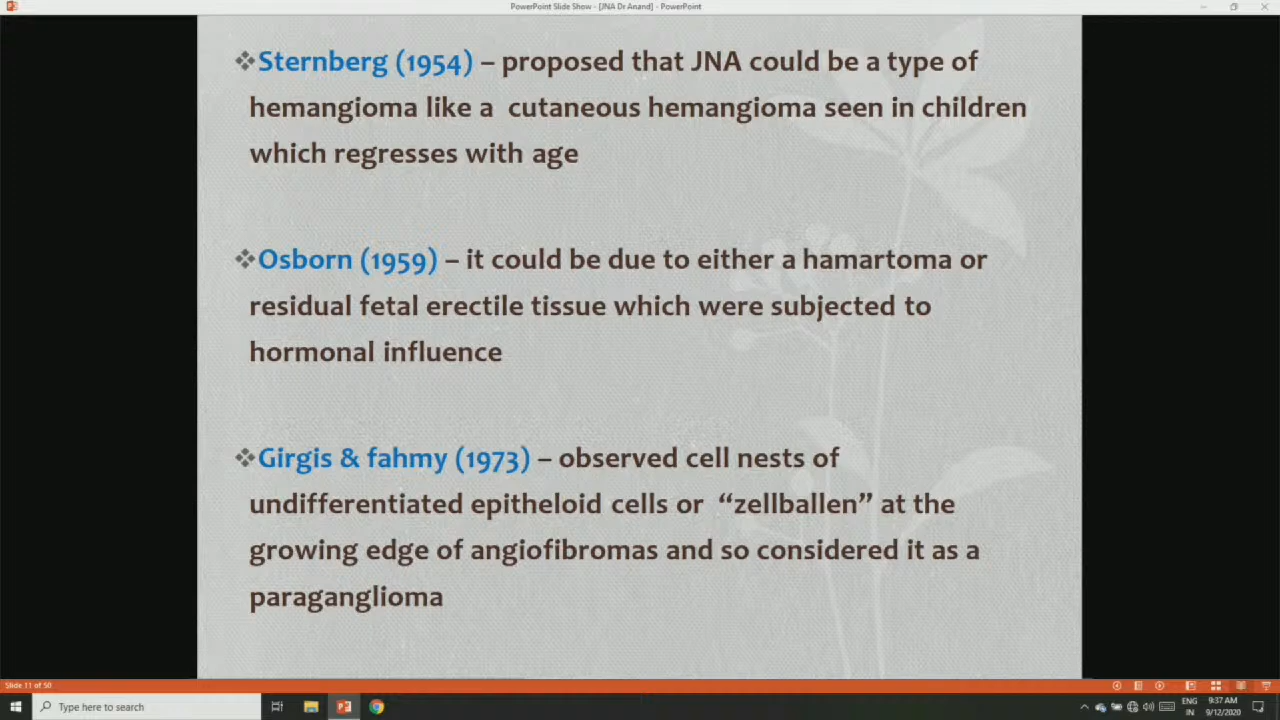 PowerPoint Slide Show - [JNA Dr Anand] - PowerPoint
❖Sternberg (1954) – proposed that JNA could be a type of
hemangioma like a cutaneous hemangioma seen in children
which regresses with age
❖Osborn (1959) – it could be due to either a hamartoma or
residual fetal erectile tissue which were subjected to
hormonal influence
❖Girgis & fahmy (1973) – observed cell nests of
undifferentiated epitheloid cells or “zellballen” at the
growing edge of angiofibromas and so considered it as a
paraganglioma
Slide 11 of 50
Type here to search
ENG
IN
9:37 AM
9/12/2020